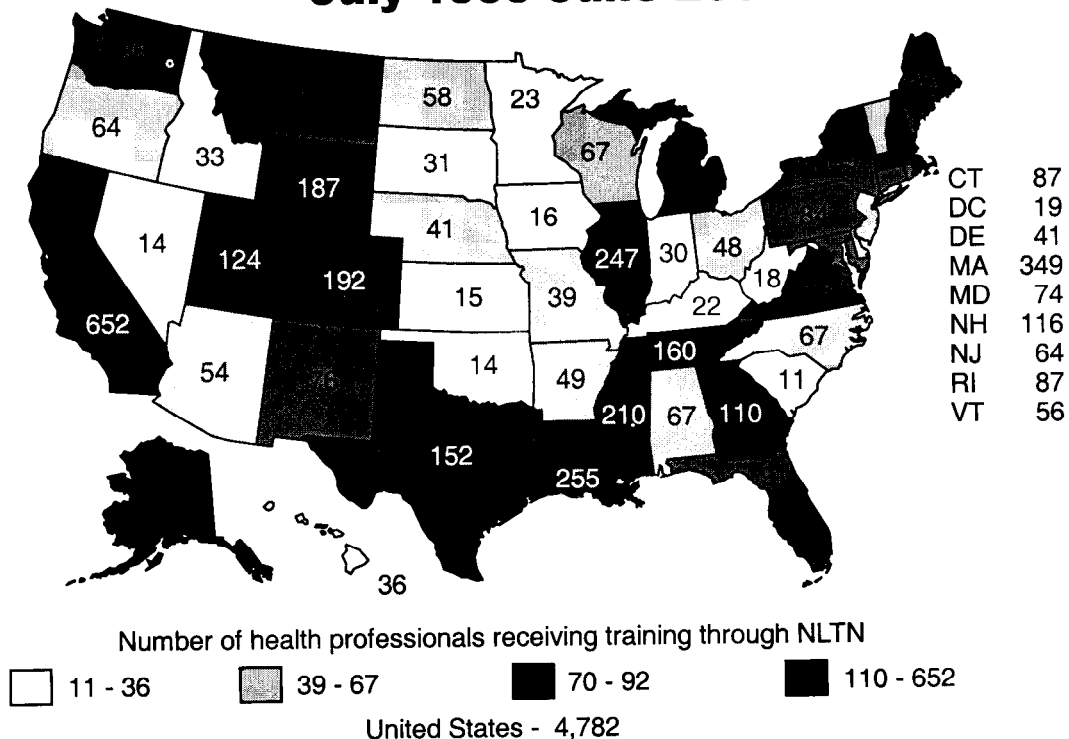 58
23
64
33
31
67
187
16
41
14
124
192
247
30
48
18
15
39
22
652
67
54
14
49
160
11
210
67
110
152
255
36
CT 87
DC 19
DE 41
MA 349
MD 74
NH 116
NJ 64
RI 87
VT 56
Number of health professionals receiving training through NLTN
11 - 36
39 - 67
70 - 92
110 - 652
United States - 4,782